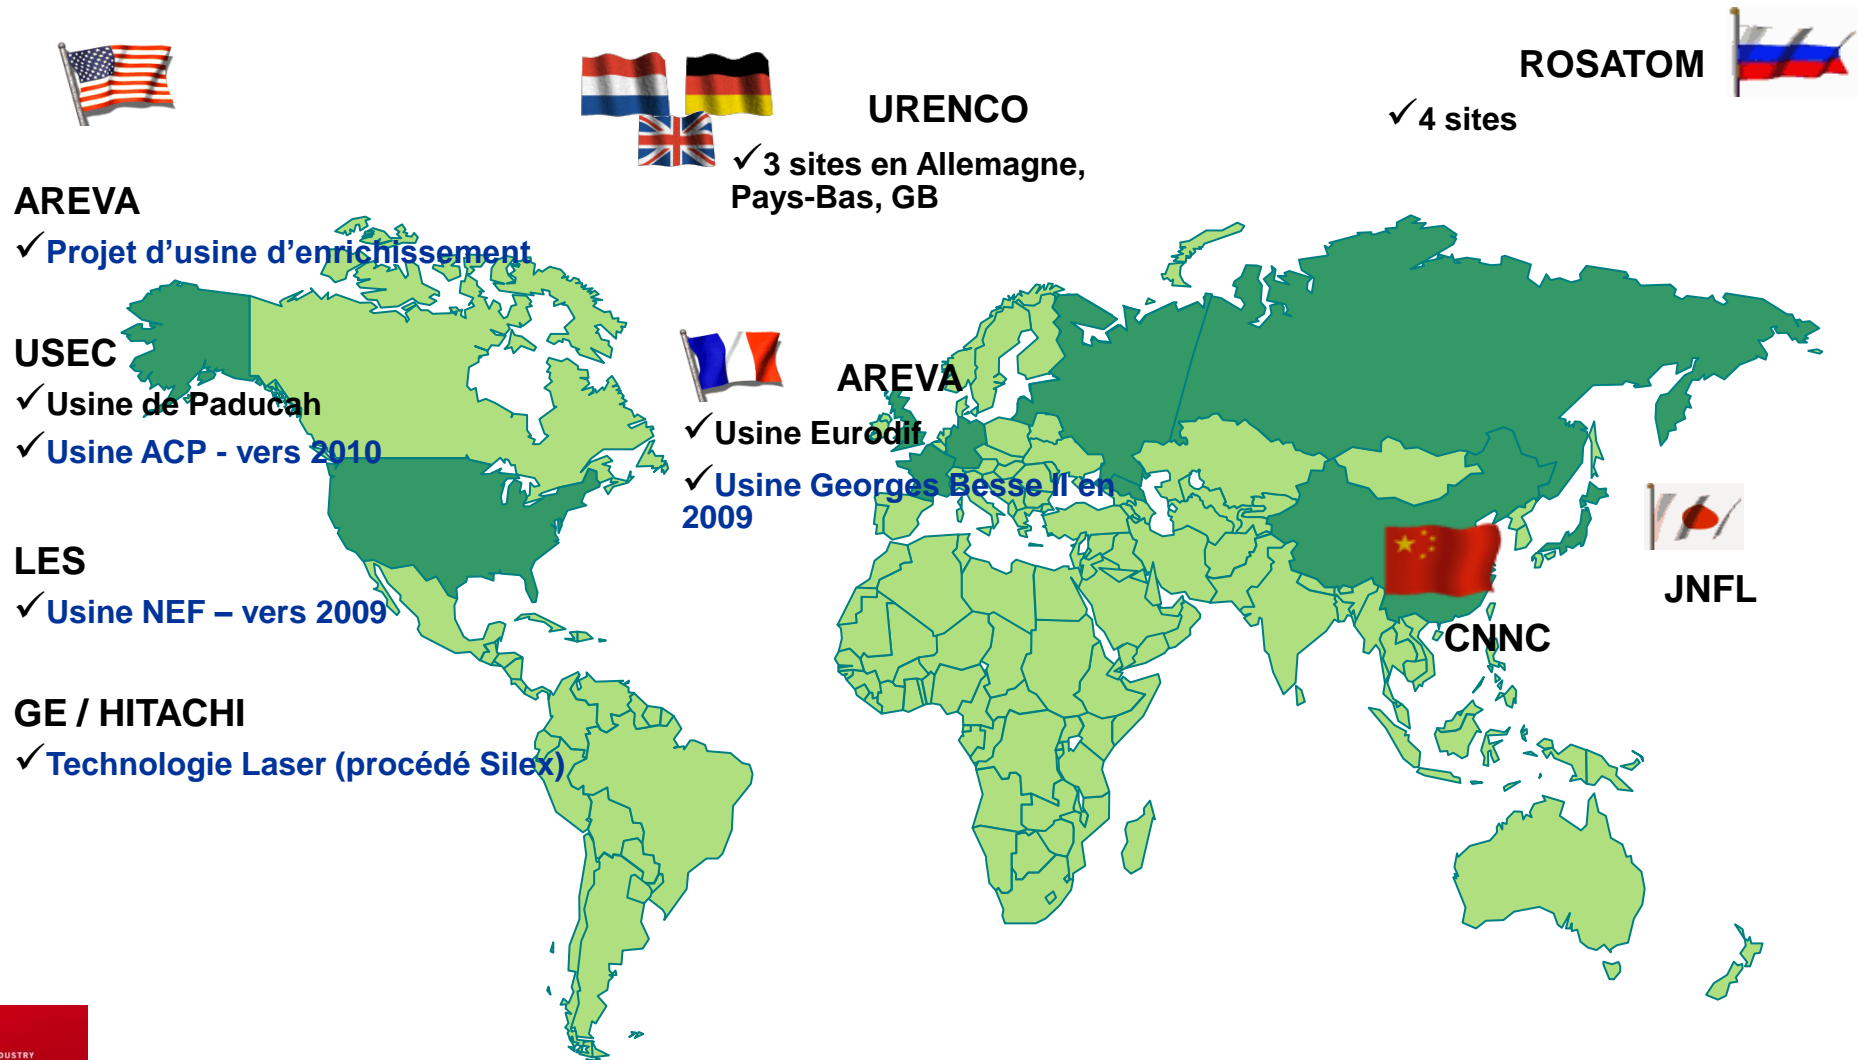 ROSATOM
✓4 sites
URENCO
✓3 sites en Allemagne,
Pays-Bas, GB
AREVA
✓Projet d’usine d’enrichissement
USEC
✓Usine de Paducah
✓Usine ACP - vers 2010
LES
✓Usine NEF – vers 2009
GE / HITACHI
✓Technologie Laser (procédé Silex)
AREVA
✓Usine Eurodif
✓Usine Georges Besse II en
2009
JNFL
CNNC